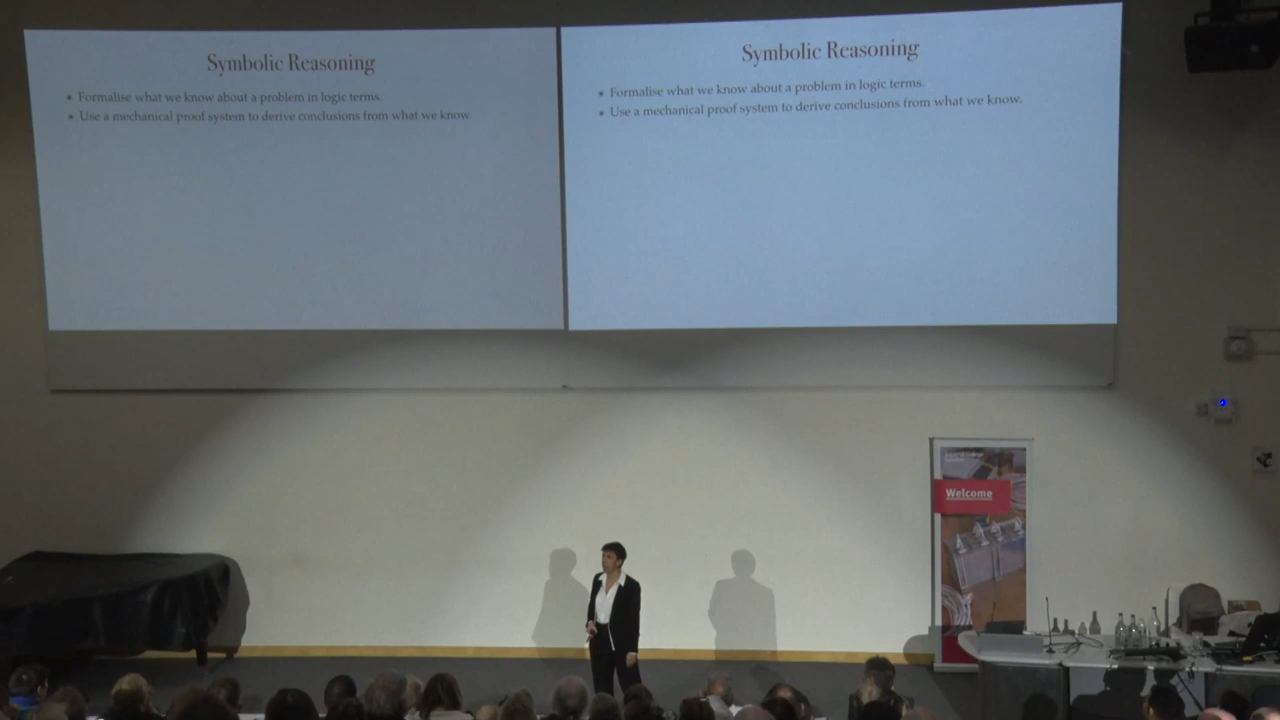 Symbolic Reasoning
* Formalise what we know about a problem in logic terms.
* Use a mechanical proof system to derive conclusions from what we know
Symbolic Reasoning
* Formalise what we know about a problem in logic terms.
* Use a mechanical proof system to derive conclusions from what we know.
Welcome